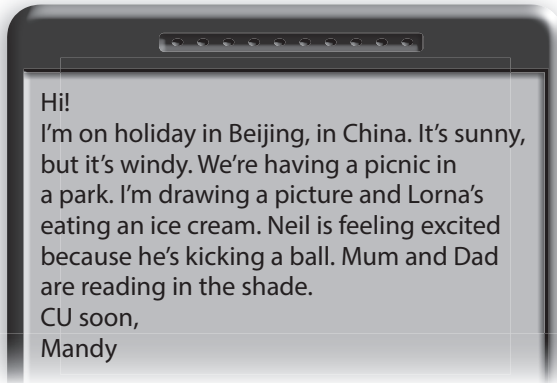 Hi!
I’m on holiday in Beijing, in China. It’s sunny,
but it’s windy. We’re having a picnic in
a park. I’m drawing a picture and Lorna’s
eating an ice cream. Neil is feeling excited
because he’s kicking a ball. Mum and Dad
are reading in the shade.
CU soon,
Mandy